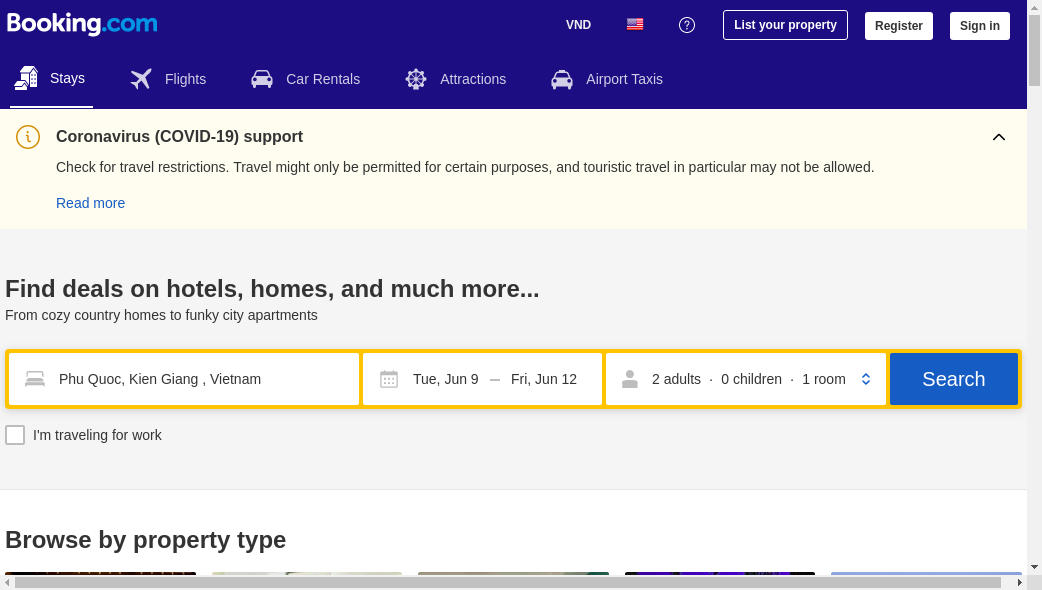 Booking.com
VND
List your property
Register
Sign in
Stays
Flights
Car Rentals
Attractions
Airport Taxis
Coronavirus (COVID-19) support
Check for travel restrictions. Travel might only be permitted for certain purposes, and touristic travel in particular may not be allowed.
Read more
Find deals on hotels, homes, and much more...
From cozy country homes to funky city apartments
Phu Quoc, Kien Giang , Vietnam
Tue, Jun 9 — Fri, Jun 12
2 adults · 0 children · 1 room
Search
I'm traveling for work
Browse by property type